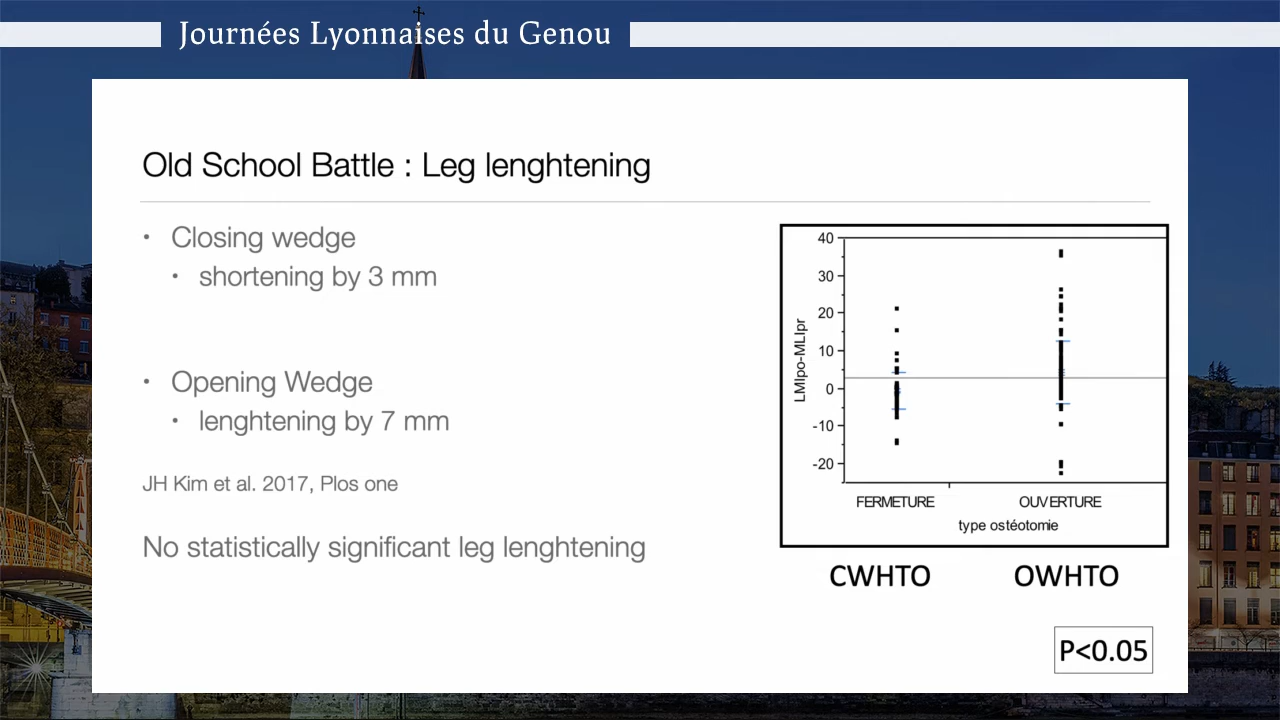 Journées Lyonnaises du Genou
Old School Battle : Leg lenghtening
• Closing wedge
• shortening by 3 mm
• Opening Wedge
• lenghtening by 7 mm
JH Kim et al. 2017, Plos one
No statistically significant leg lenghtening
LMIpo-MLIpr
40
30
20
10
0
-10
-20
FERMETURE OUVERTURE
type ostéotomie
CWHTO OWHTO
P<0.05